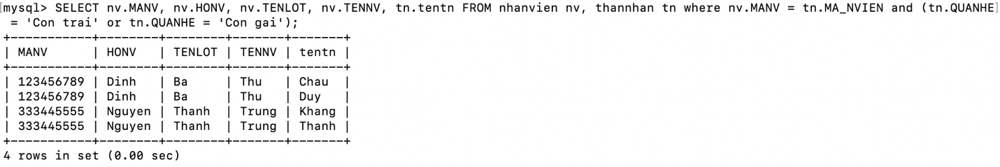 [mysql> SELECT nv.MANV, nv.HONV, nv.TENLOT, nv.TENNV, tn.tentn FROM nhanvien nv, thannhan tn where nv.MANV = tn.MA_NVIEN and (tn.QUANHE]
 = 'Con trai' or tn.QUANHE = 'Con gai');
+-----------+--------+--------+-------+-------+
| MANV      | HONV   | TENLOT | TENNV | tentn |
+-----------+--------+--------+-------+-------+
| 123456789 | Dinh   | Ba     | Thu   | Chau  |
| 123456789 | Dinh   | Ba     | Thu   | Duy   |
| 333445555 | Nguyen | Thanh  | Trung | Khang |
| 333445555 | Nguyen | Thanh  | Trung | Thanh |
+-----------+--------+--------+-------+-------+
4 rows in set (0.00 sec)